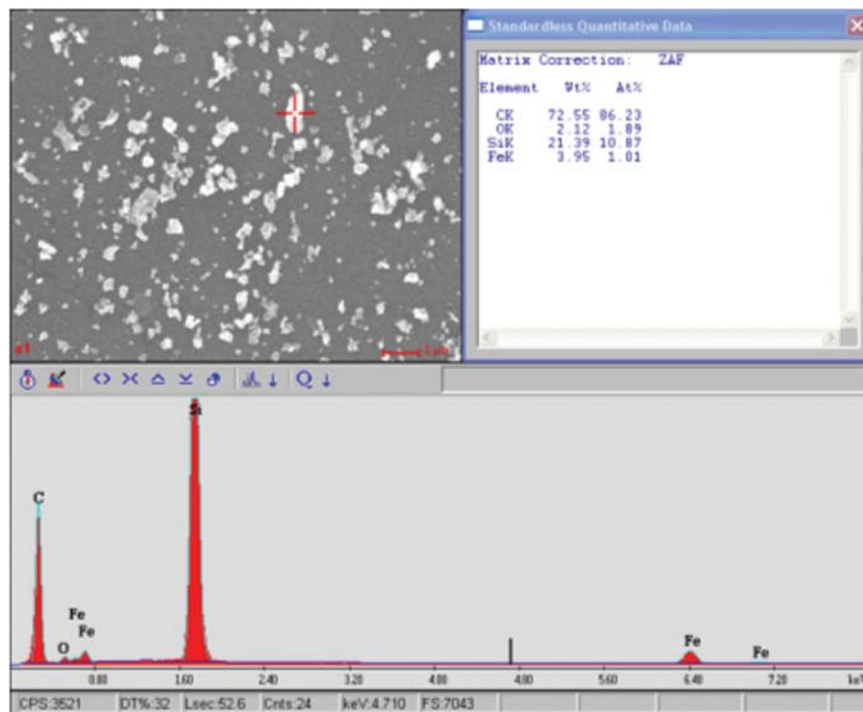 Standardless Quantitative Data
Matrix Correction: ZAF
Element Wt% At%
CK 72.55 86.23
OK 2.12 1.89
SiK 21.39 10.87
FeK 3.95 1.01
a1
Si
C
Fe
Fe
O
Fe
Fe
0.80 1.60 2.40 3.20 4.00 4.80 5.60 6.40 7.20 ke
CPS:3521 DT%:32 Lsec:52.6 Cnts:24 keV:4.710 FS:7043